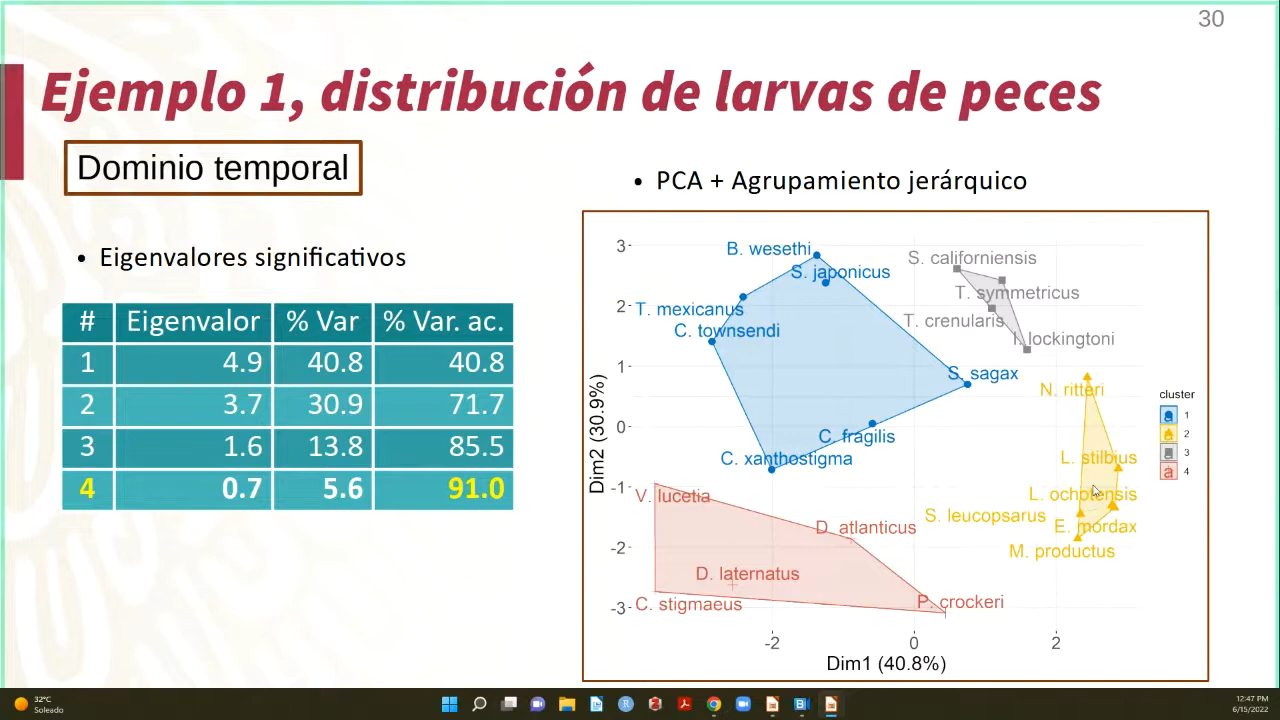 30
Ejemplo 1, distribución de larvas de peces
Dominio temporal
• PCA + Agrupamiento jerárquico
• Eigenvalores significativos
# Eigenvalor % Var % Var. ac.
1 4.9 40.8 40.8
2 3.7 30.9 71.7
3 1.6 13.8 85.5
4 0.7 5.6 91.0
Dim2 (30.9%)
3
2
1
0
-1
-2
-3
B. wesethi
S. japonicus
T. mexicanus
C. townsendi
S. sagax
C. fragilis
C. xanthostigma
S. californiensis
T. symmetricus
T. crenularis
I. lockingtoni
N. ritteri
L. stilbius
L. ochotensis
S. leucopsarus
E. mordax
M. productus
V. lucetia
D. atlanticus
D. laternatus
C. stigmaeus
P. crockeri
-2 0 2
Dim1 (40.8%)
cluster
a 1
a 2
a 3
a 4
32°C
Soleado
12:47 PM
6/15/2022